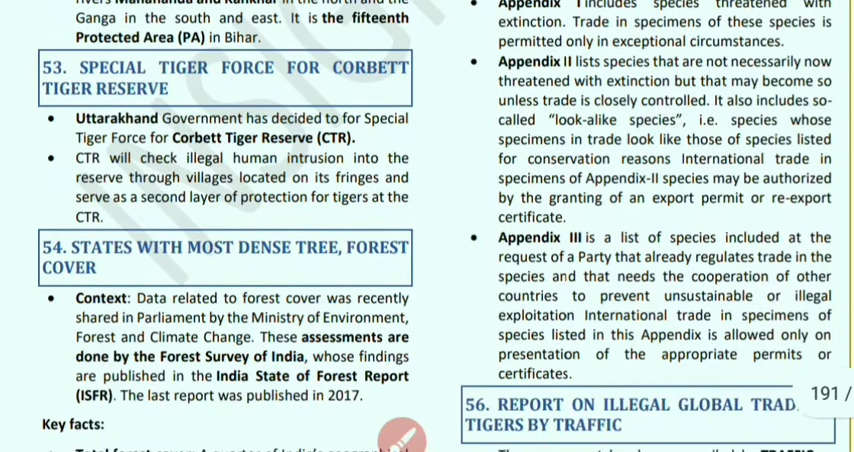 Ganga in the south and east. It is the fifteenth
Protected Area (PA) in Bihar.
53. SPECIAL TIGER FORCE FOR CORBETT
TIGER RESERVE
• Uttarakhand Government has decided to for Special
Tiger Force for Corbett Tiger Reserve (CTR).
• CTR will check illegal human intrusion into the
reserve through villages located on its fringes and
serve as a second layer of protection for tigers at the
CTR.
54. STATES WITH MOST DENSE TREE, FOREST
COVER
• Context: Data related to forest cover was recently
shared in Parliament by the Ministry of Environment,
Forest and Climate Change. These assessments are
done by the Forest Survey of India, whose findings
are published in the India State of Forest Report
(ISFR). The last report was published in 2017.
Key facts:
• Appendix I includes species threatened with
extinction. Trade in specimens of these species is
permitted only in exceptional circumstances.
• Appendix II lists species that are not necessarily now
threatened with extinction but that may become so
unless trade is closely controlled. It also includes so-
called “look-alike species”, i.e. species whose
specimens in trade look like those of species listed
for conservation reasons International trade in
specimens of Appendix-II species may be authorized
by the granting of an export permit or re-export
certificate.
• Appendix III is a list of species included at the
request of a Party that already regulates trade in the
species and that needs the cooperation of other
countries to prevent unsustainable or illegal
exploitation International trade in specimens of
species listed in this Appendix is allowed only on
presentation of the appropriate permits or
certificates.
191 /
56. REPORT ON ILLEGAL GLOBAL TRAD
TIGERS BY TRAFFIC